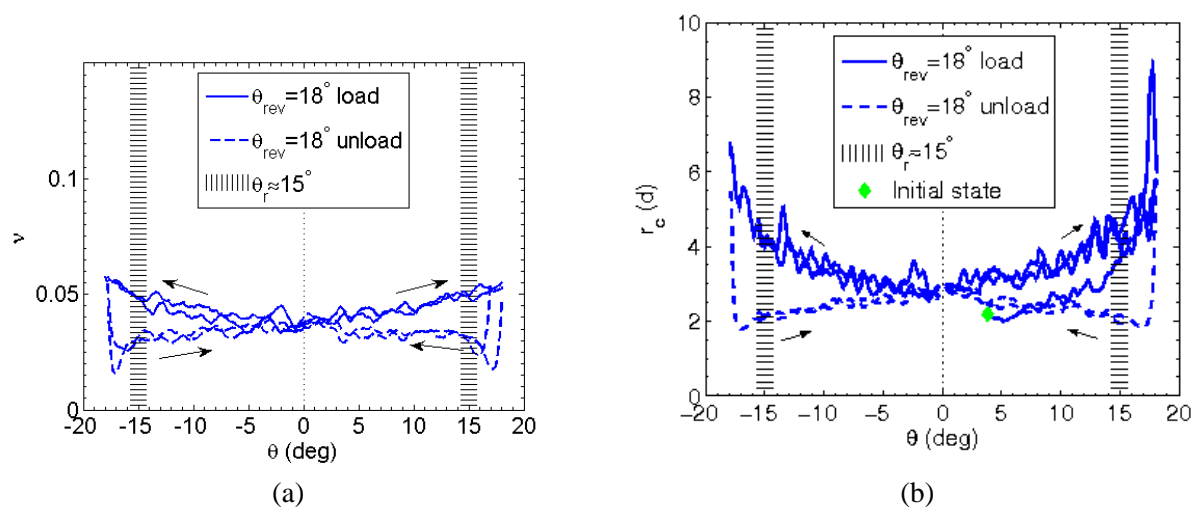 0.1
0.05
0
ν
-20 -15 -10 -5 0 5 10 15 20
θ (deg)
θrev=18° load
θrev=18° unload
θr≈15°
(a)
10
8
6
4
2
0
rc (d)
−20 −15 −10 −5 0 5 10 15 20
θ (deg)
θrev=18° load
θrev=18° unload
θr≈15°
Initial state
(b)